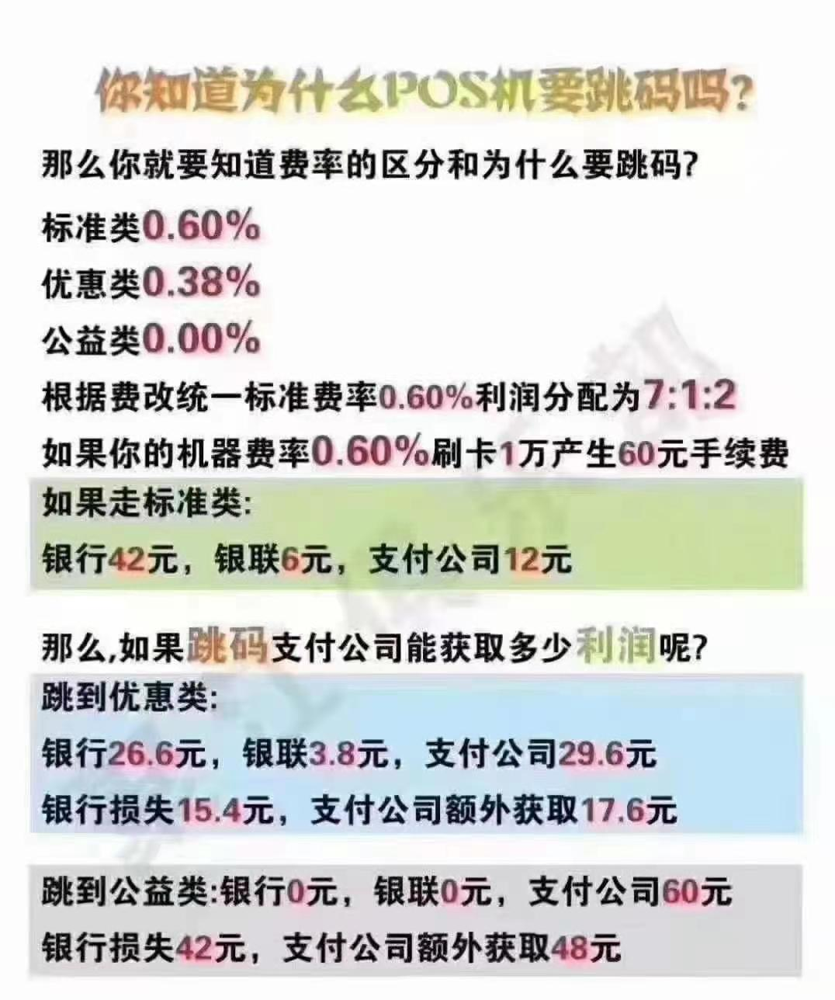 你知道为什么POS机要跳码吗?
那么你就要知道费率的区分和为什么要跳码?
标准类0.60%
优惠类0.38%
公益类0.00%
根据费改统一标准费率0.60%利润分配为7:1:2
如果你的机器费率0.60%刷卡1万产生60元手续费
如果走标准类:
银行42元，银联6元，支付公司12元
那么,如果跳码支付公司能获取多少利润呢?
跳到优惠类:
银行26.6元，银联3.8元，支付公司29.6元
银行损失15.4元，支付公司额外获取17.6元
跳到公益类:银行0元，银联0元，支付公司60元
银行损失42元，支付公司额外获取48元